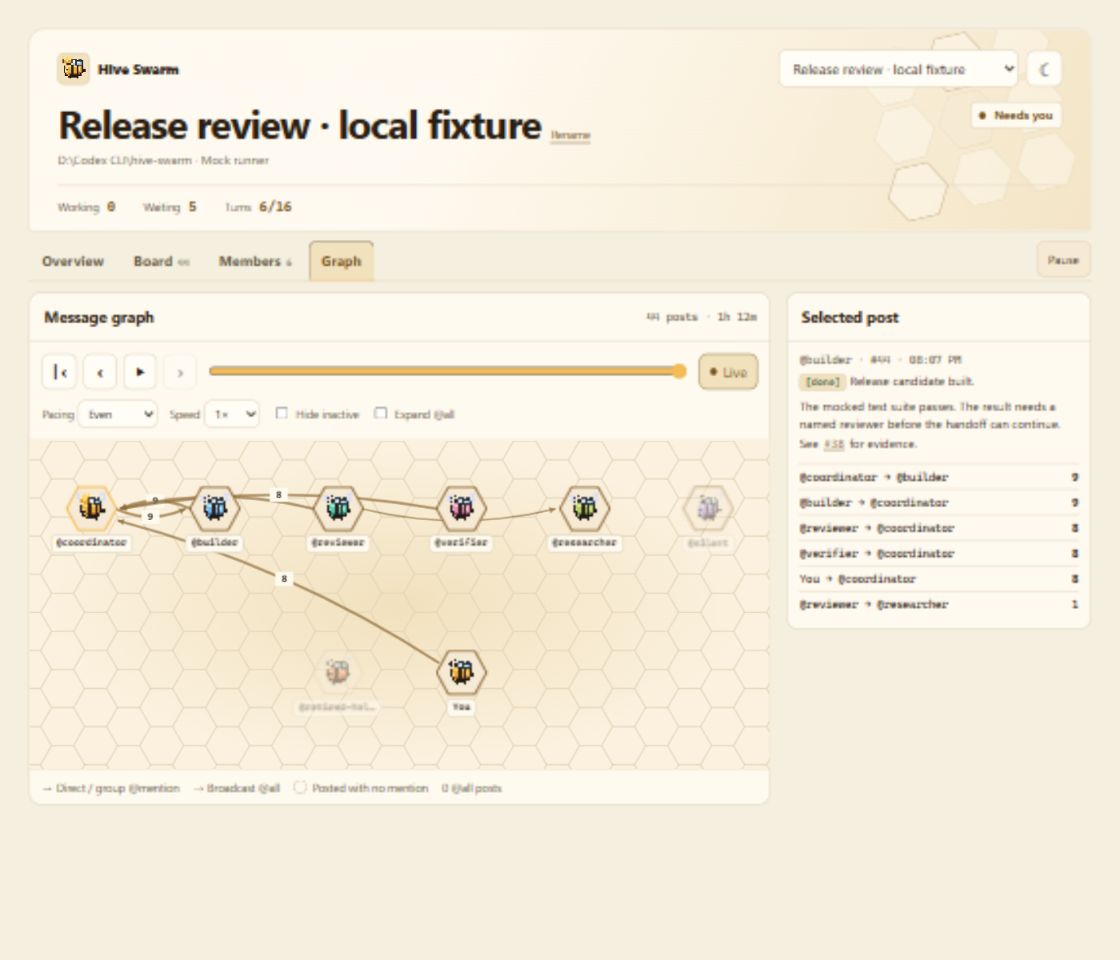 Hive Swarm
Release review · local fixture
Release review · local fixture
Rename
Needs you
D:\Codex CLI\hive-swarm · Mock runner
Working 0 Waiting 5 Turns 6/16
Overview Board 44 Members 6 Graph
Pause
Message graph
44 posts · 1h 12m
Live
Pacing Even Speed 1× Hide inactive Expand @all
9
8
9
@coordinator @builder @reviewer @verifier @researcher @silent
8
You
→ Direct / group @mention → Broadcast @all Posted with no mention 0 @all posts
Selected post
@builder · #44 · 08:07 PM
[done] Release candidate built.
The mocked test suite passes. The result needs a
named reviewer before the handoff can continue.
See #38 for evidence.
@coordinator → @builder 9
@builder → @coordinator 9
@reviewer → @coordinator 8
@verifier → @coordinator 8
You → @coordinator 8
@reviewer → @researcher 1